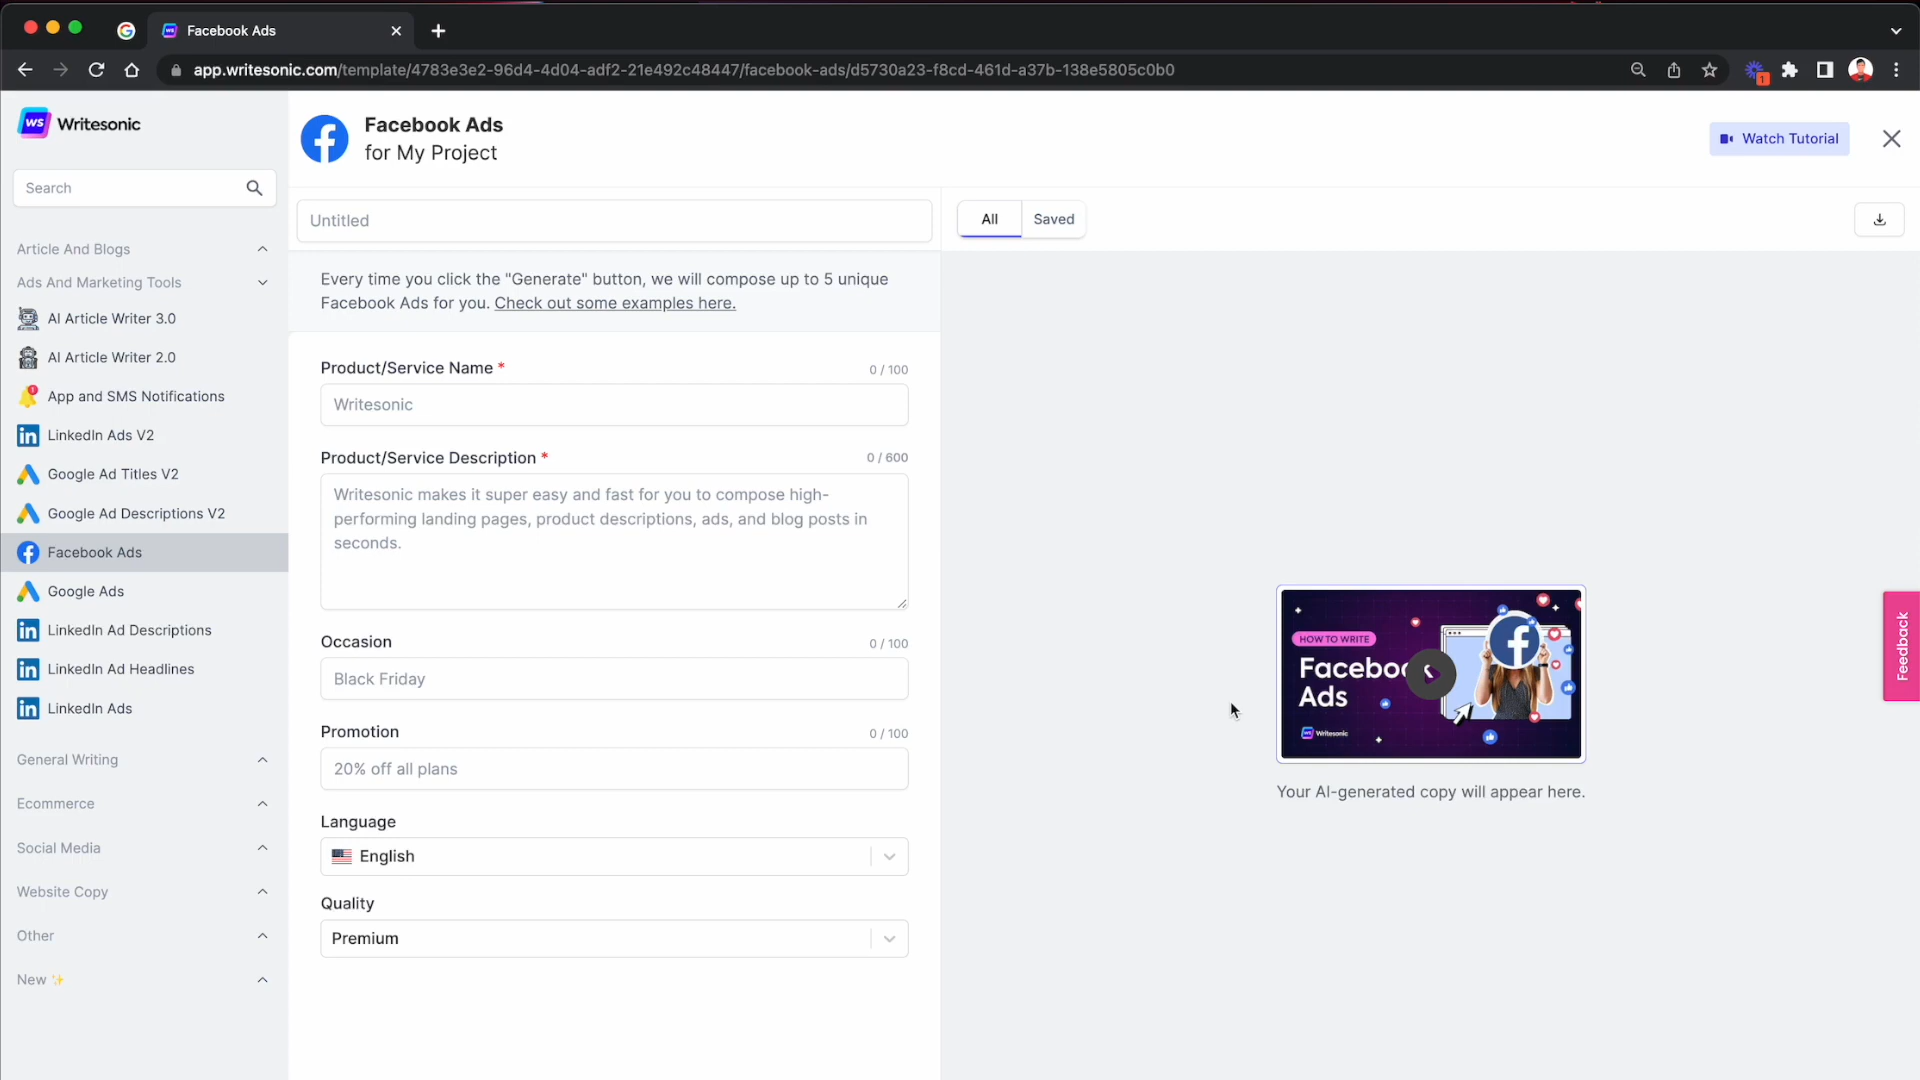 Facebook Ads
app.writesonic.com/template/4783e3e2-96d4-4d04-adf2-21e492c48447/facebook-ads/d5730a23-f8cd-461d-a37b-138e5805c0b0
1
WS Writesonic
Facebook Ads
for My Project
Watch Tutorial
Search
Untitled
All
Saved
Article And Blogs
Ads And Marketing Tools
AI Article Writer 3.0
AI Article Writer 2.0
App and SMS Notifications
LinkedIn Ads V2
Google Ad Titles V2
Google Ad Descriptions V2
Facebook Ads
Google Ads
LinkedIn Ad Descriptions
LinkedIn Ad Headlines
LinkedIn Ads
General Writing
Ecommerce
Social Media
Website Copy
Other
New ✨
Every time you click the "Generate" button, we will compose up to 5 unique
Facebook Ads for you. Check out some examples here.
Product/Service Name *
0 / 100
Writesonic
Product/Service Description *
0 / 600
Writesonic makes it super easy and fast for you to compose high-
performing landing pages, product descriptions, ads, and blog posts in
seconds.
Occasion
0 / 100
Black Friday
Promotion
0 / 100
20% off all plans
Language
English
Quality
Premium
HOW TO WRITE
Faceboo
Ads
Writesonic
Your AI-generated copy will appear here.
Feedback